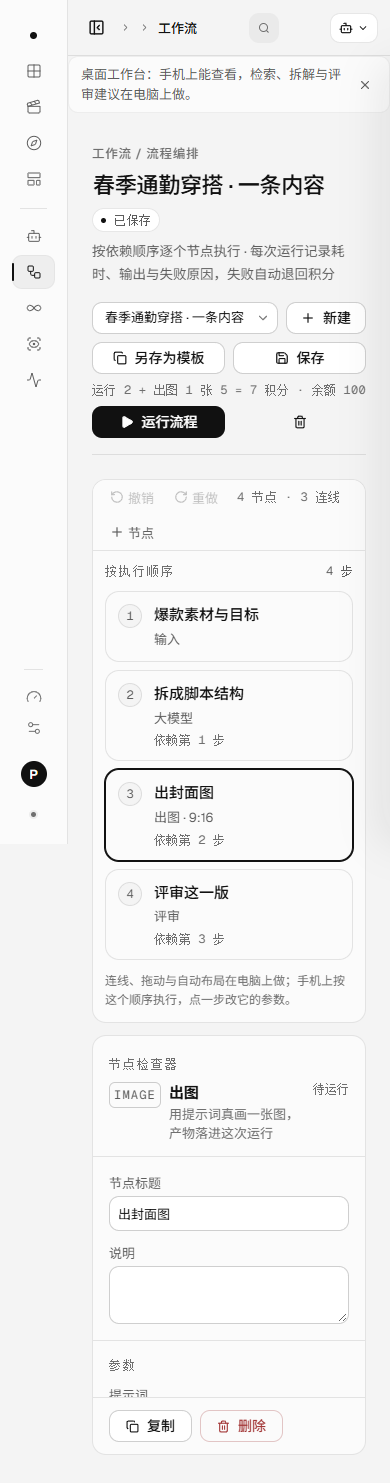 工作流
桌面工作台：手机上能查看，检索、拆解与评
审建议在电脑上做。
工作流 / 流程编排
春季通勤穿搭 · 一条内容
已保存
按依赖顺序逐个节点执行 · 每次运行记录耗
时、输出与失败原因，失败自动退回积分
春季通勤穿搭 · 一条内容
新建
另存为模板
保存
运行 2 + 出图 1 张 5 = 7 积分 · 余额 100
运行流程
撤销
重做
4 节点 · 3 连线
节点
按执行顺序
4 步
1
爆款素材与目标
输入
2
拆成脚本结构
大模型
依赖第 1 步
3
出封面图
出图 · 9:16
依赖第 2 步
4
评审这一版
评审
依赖第 3 步
连线、拖动与自动布局在电脑上做；手机上按
这个顺序执行，点一步改它的参数。
节点检查器
IMAGE
出图
待运行
用提示词真画一张图，
产物落进这次运行
节点标题
出封面图
说明
参数
提示词
复制
删除
P